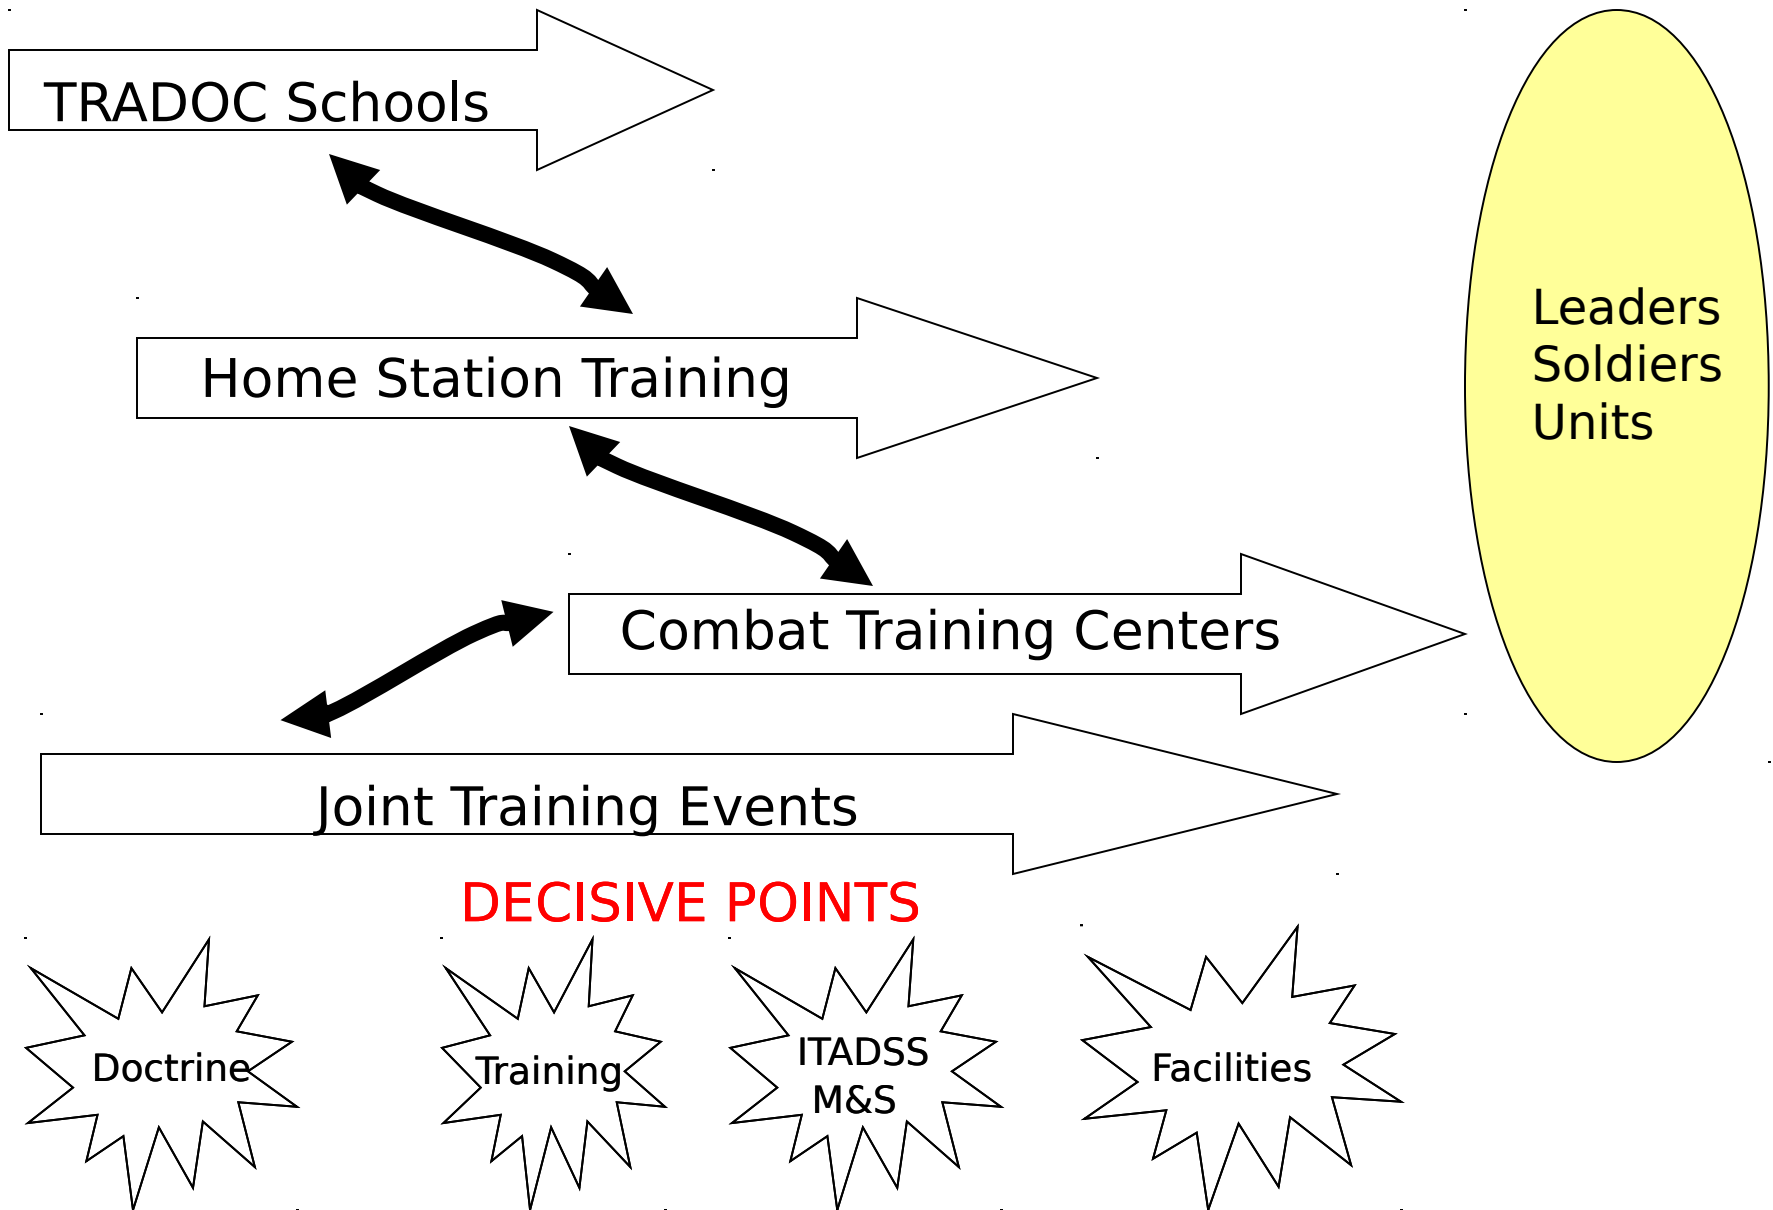 TRADOC Schools
Home Station Training
Leaders
Soldiers
Units
Combat Training Centers
Joint Training Events
DECISIVE POINTS
Doctrine
Training
ITADSS
M&S
Facilities